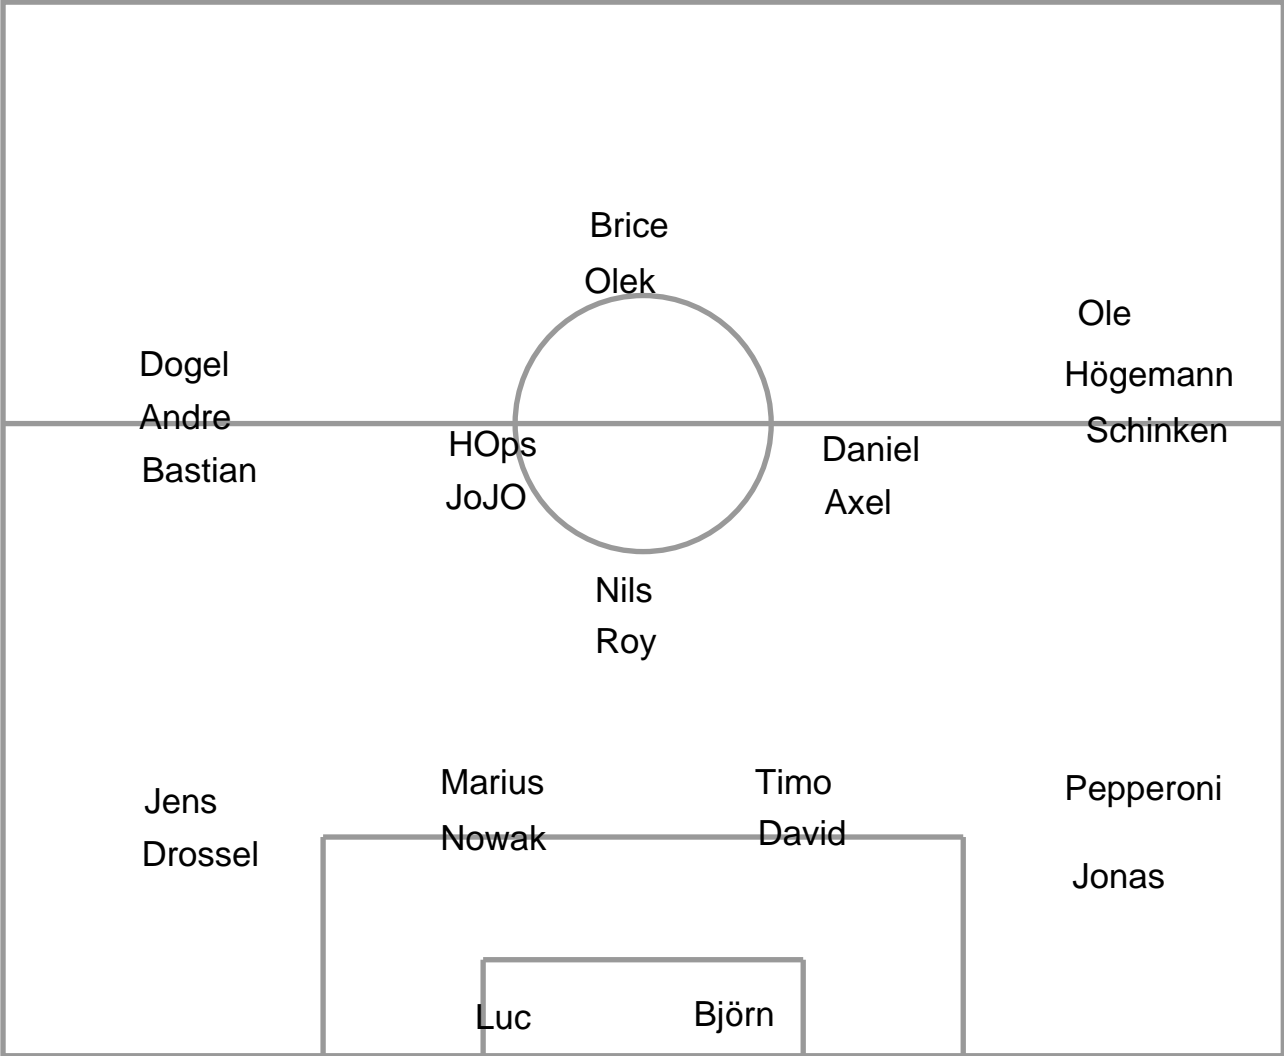 Brice
Olek
Ole
Dogel
Högemann
Andre
Schinken
HOps
Daniel
Bastian
JoJO
Axel
Nils
Roy
Marius
Timo
Pepperoni
Jens
David
Nowak
Drossel
Jonas
Luc
Björn